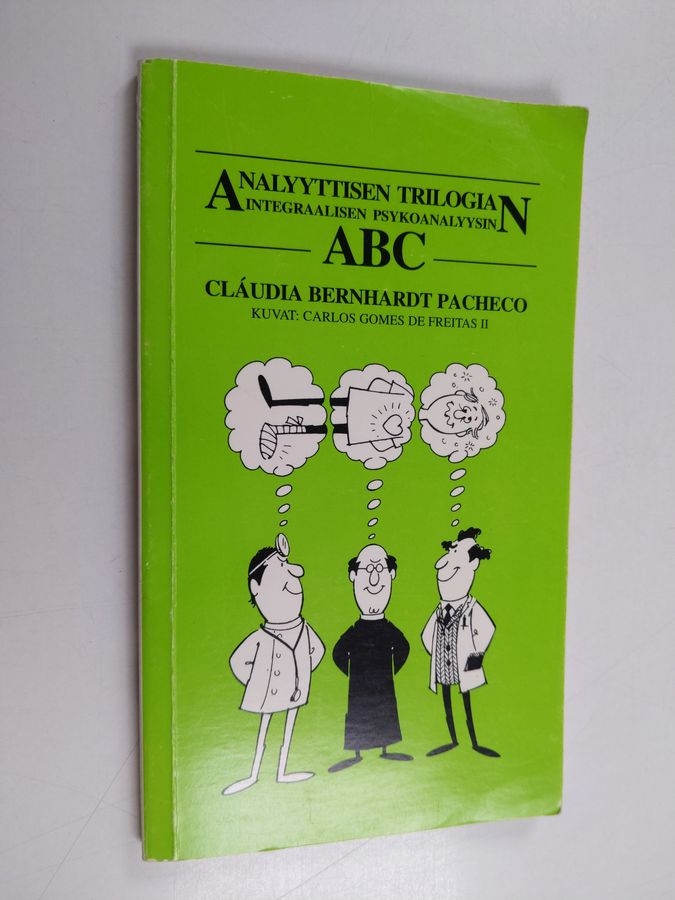 ANALYYTTISEN TRILOGIAN
INTEGRAALISEN PSYKOANALYYSIN
ABC
CLÁUDIA BERNHARDT PACHECO
KUVAT: CARLOS GOMES DE FREITAS II